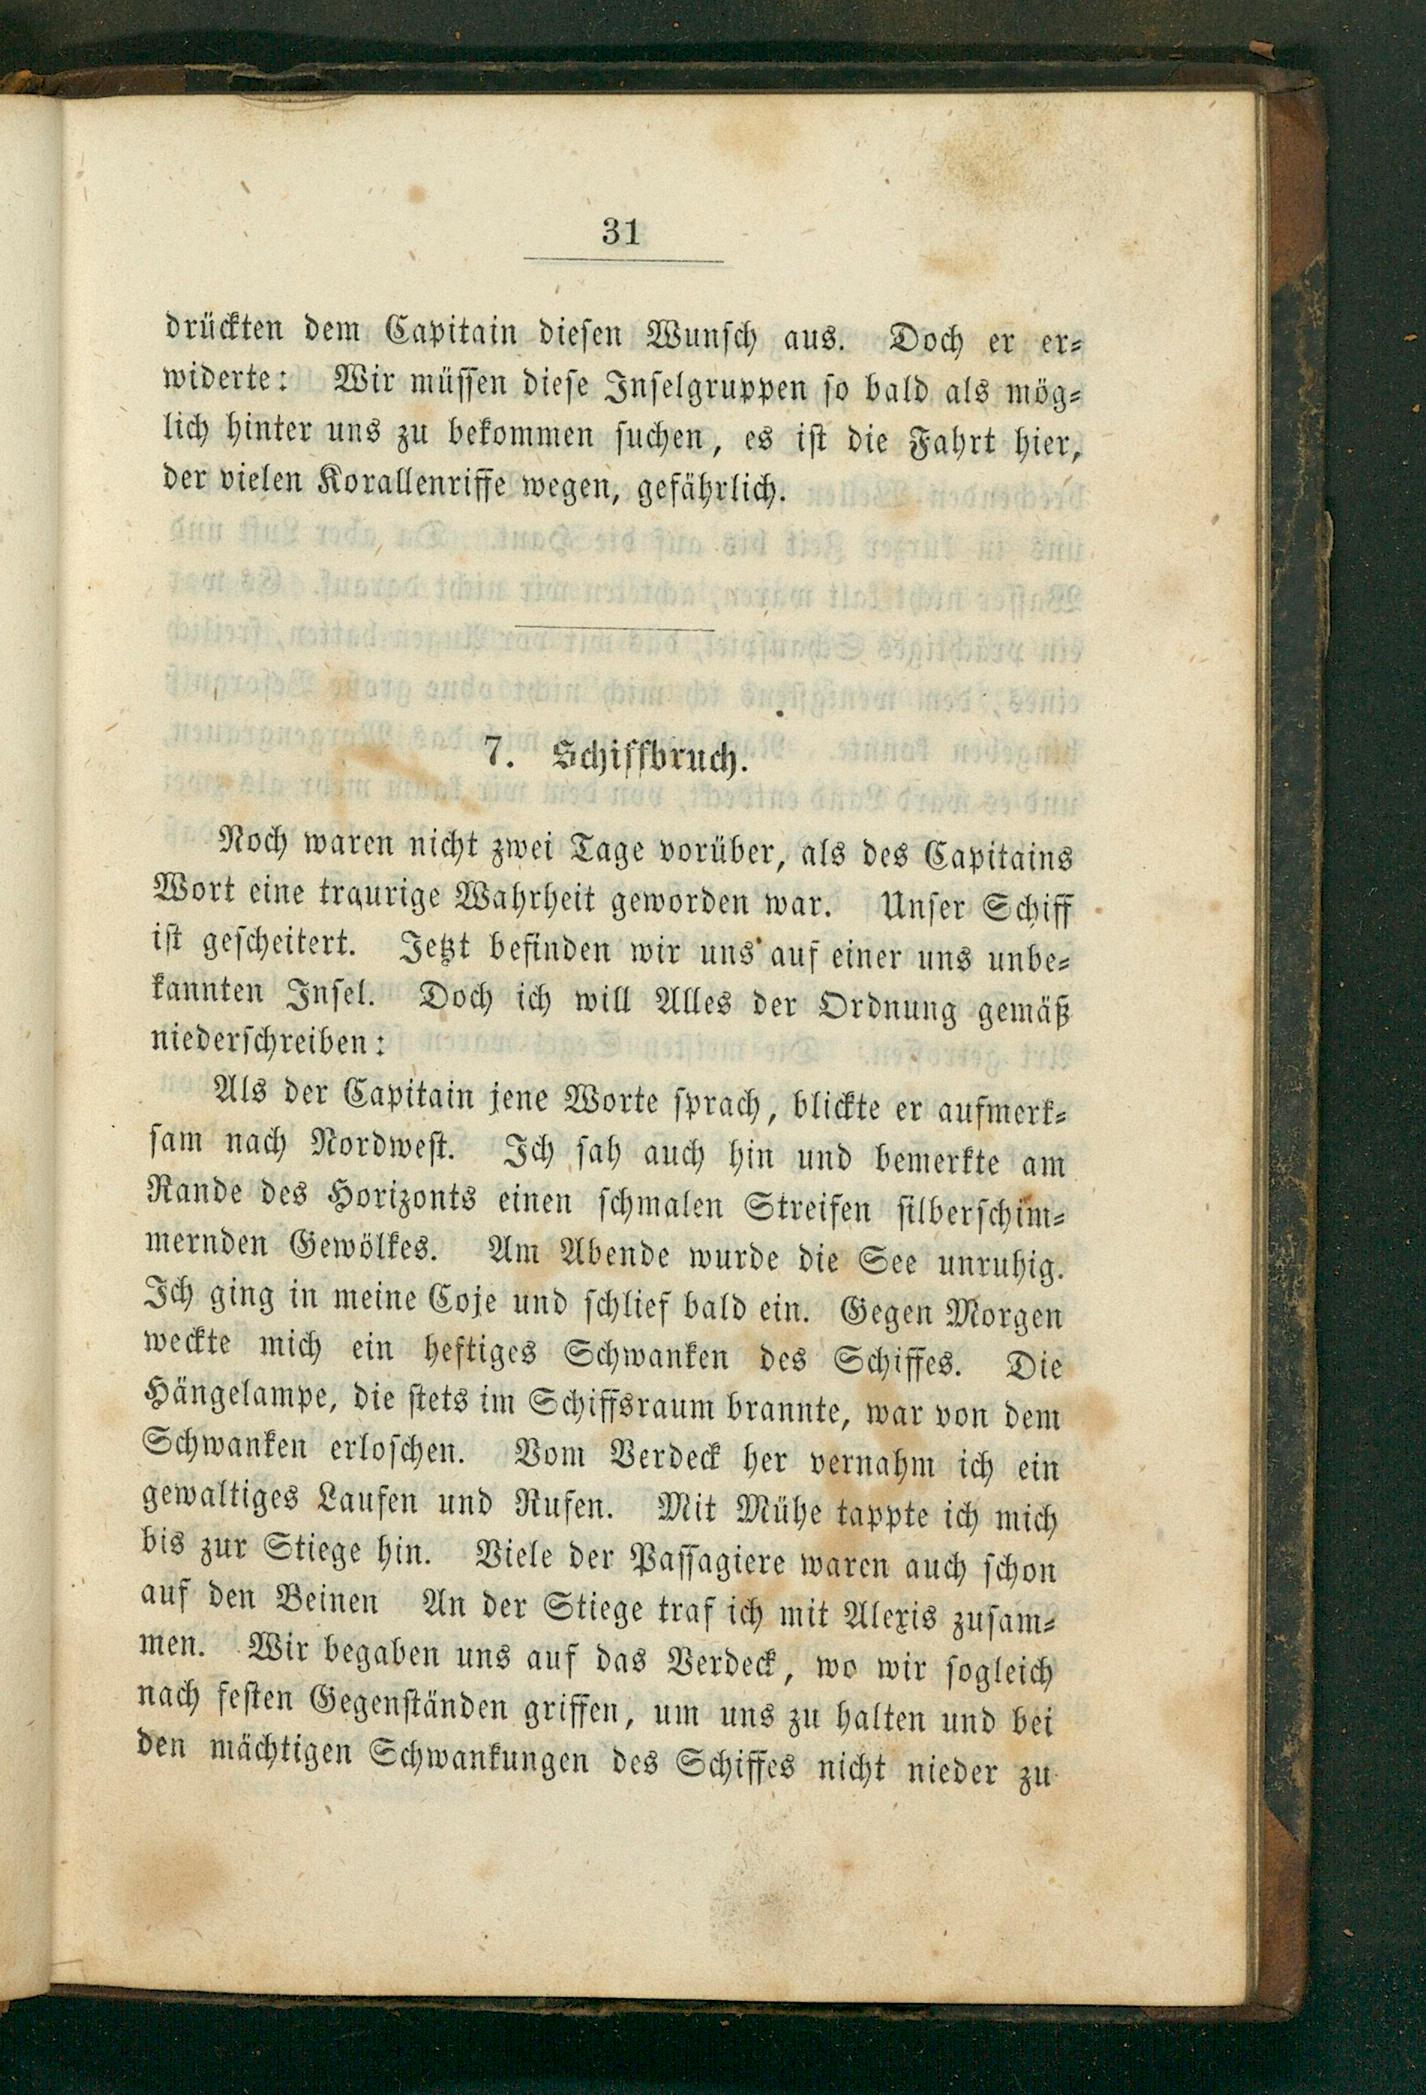 31
drückten dem Capitain diesen Wunsch aus. Doch er er-
widerte: Wir müssen diese Inselgruppen so bald als mög-
lich hinter uns zu bekommen suchen, es ist die Fahrt hier,
der vielen Korallenriffe wegen, gefährlich.
7. Schiffbruch.
Noch waren nicht zwei Tage vorüber, als des Capitains
Wort eine traurige Wahrheit geworden war. Unser Schiff
ist gescheitert. Jetzt befinden wir uns auf einer uns unbe-
kannten Insel. Doch ich will Alles der Ordnung gemäß
niederschreiben:
Als der Capitain jene Worte sprach, blickte er aufmerk-
sam nach Nordwest. Ich sah auch hin und bemerkte am
Rande des Horizonts einen schmalen Streifen silberschim-
mernden Gewölkes. Am Abende wurde die See unruhig.
Ich ging in meine Coje und schlief bald ein. Gegen Morgen
weckte mich ein heftiges Schwanken des Schiffes. Die
Hängelampe, die stets im Schiffsraum brannte, war von dem
Schwanken erloschen. Vom Verdeck her vernahm ich ein
gewaltiges Laufen und Rufen. Mit Mühe tappte ich mich
bis zur Stiege hin. Viele der Passagiere waren auch schon
auf den Beinen An der Stiege traf ich mit Alexis zusam-
men. Wir begaben uns auf das Verdeck, wo wir sogleich
nach festen Gegenständen griffen, um uns zu halten und bei
den mächtigen Schwankungen des Schiffes nicht nieder zu